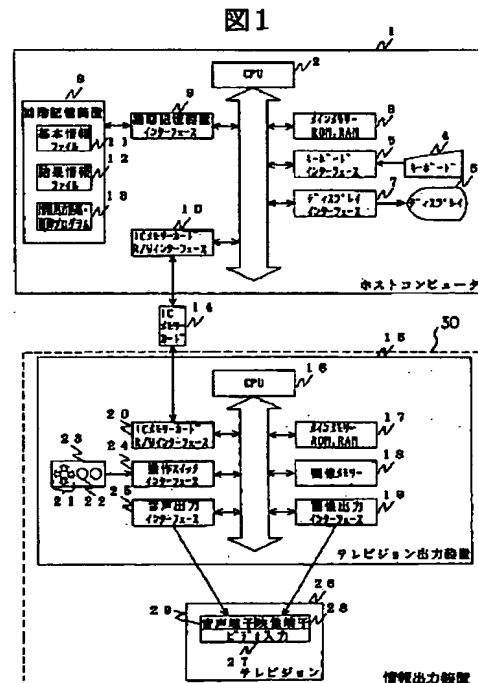 図1
1
CPU
2
8
補助記憶装置
9
補助記憶装置
インターフェース
メインメモリー
ROM,RAM
基本情報
ファイル
11
5
4
キーボード
インターフェース
キーボード
結果情報
ファイル
12
7
6
ディスプレイ
インターフェース
ディスプレイ
13
プログラム
10
ICメモリーカード
R/Wインターフェース
ホストコンピュータ
IC
メモリー
カード
14
15
30
CPU
16
20
ICメモリーカード
R/Wインターフェース
メインメモリー
ROM,RAM
17
23
24
操作スイッチ
インターフェース
画像メモリー
18
21
22
25
音声出力
インターフェース
画像出力
インターフェース
19
テレビジョン出力装置
26
29
音声端子
映像端子
28
ビデオ入力
27
テレビジョン
情報出力装置